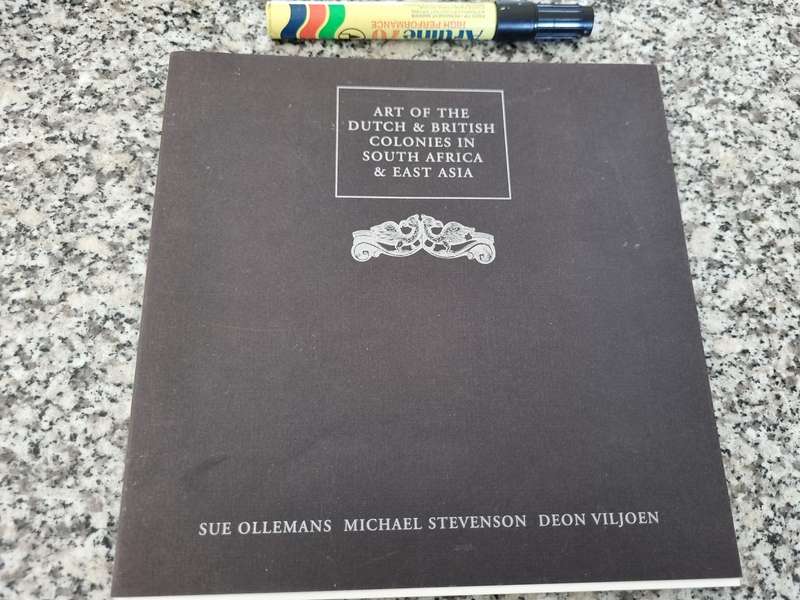 Artline 70
HIGH PERFORMANCE
ART OF THE
DUTCH & BRITISH
COLONIES IN
SOUTH AFRICA
& EAST ASIA
SUE OLLEMANS MICHAEL STEVENSON DEON VILJOEN